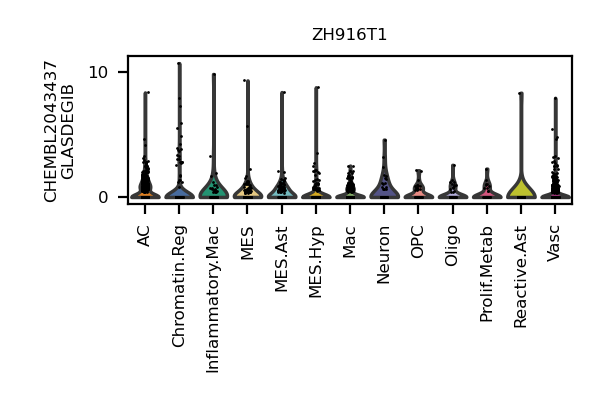 ZH916T1
CHEMBL2043437
GLASDEGIB
10
0
AC
Chromatin.Reg
Inflammatory.Mac
MES
MES.Ast
MES.Hyp
Mac
Neuron
OPC
Oligo
Prolif.Metab
Reactive.Ast
Vasc